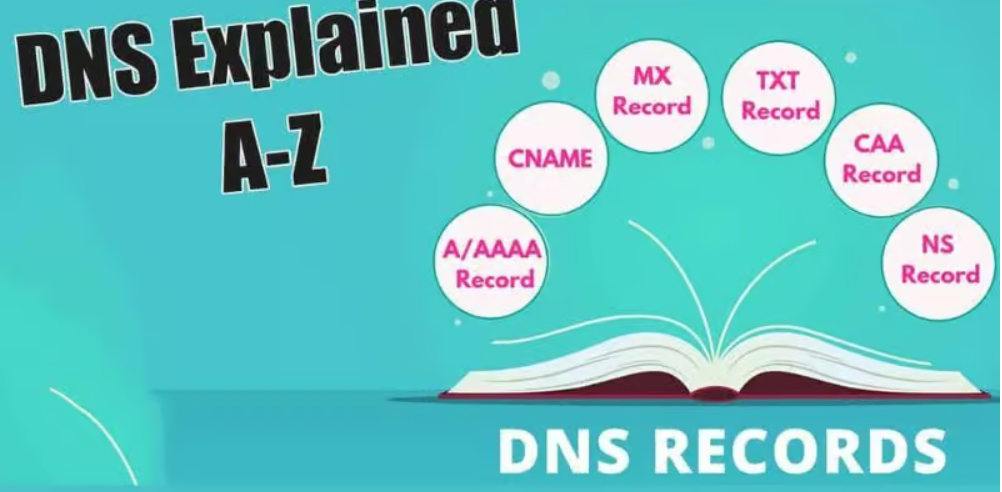 DNS Explained
A-Z
A/AAAA
Record
CNAME
MX
Record
TXT
Record
CAA
Record
NS
Record
DNS RECORDS